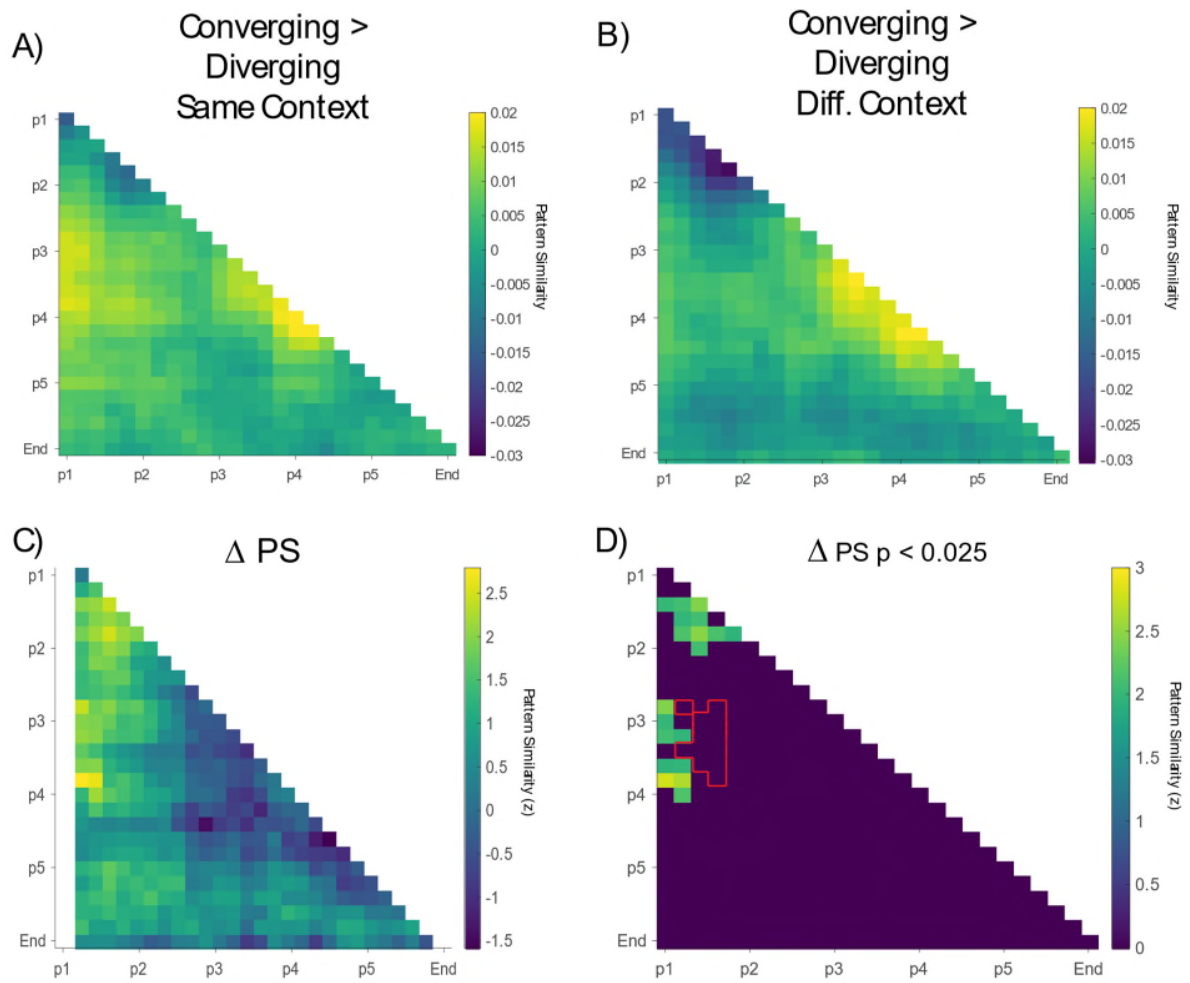 A)
Converging >
Diverging
Same Context
p1
p2
p3
p4
p5
End
p1 p2 p3 p4 p5 End
0.02
0.015
0.01
0.005
0
-0.005
-0.01
-0.015
-0.02
-0.025
-0.03
Pattern Similarity
B)
Converging >
Diverging
Diff. Context
p1
p2
p3
p4
p5
End
p1 p2 p3 p4 p5 End
0.02
0.015
0.01
0.005
0
-0.005
-0.01
-0.015
-0.02
-0.025
-0.03
Pattern Similarity
C)
Δ PS
p1
p2
p3
p4
p5
End
p1 p2 p3 p4 p5 End
2.5
2
1.5
1
0.5
0
-0.5
-1
-1.5
Pattern Similarity (z)
D)
Δ PS p < 0.025
p1
p2
p3
p4
p5
End
p1 p2 p3 p4 p5 End
3
2.5
2
1.5
1
0.5
0
Pattern Similarity (z)